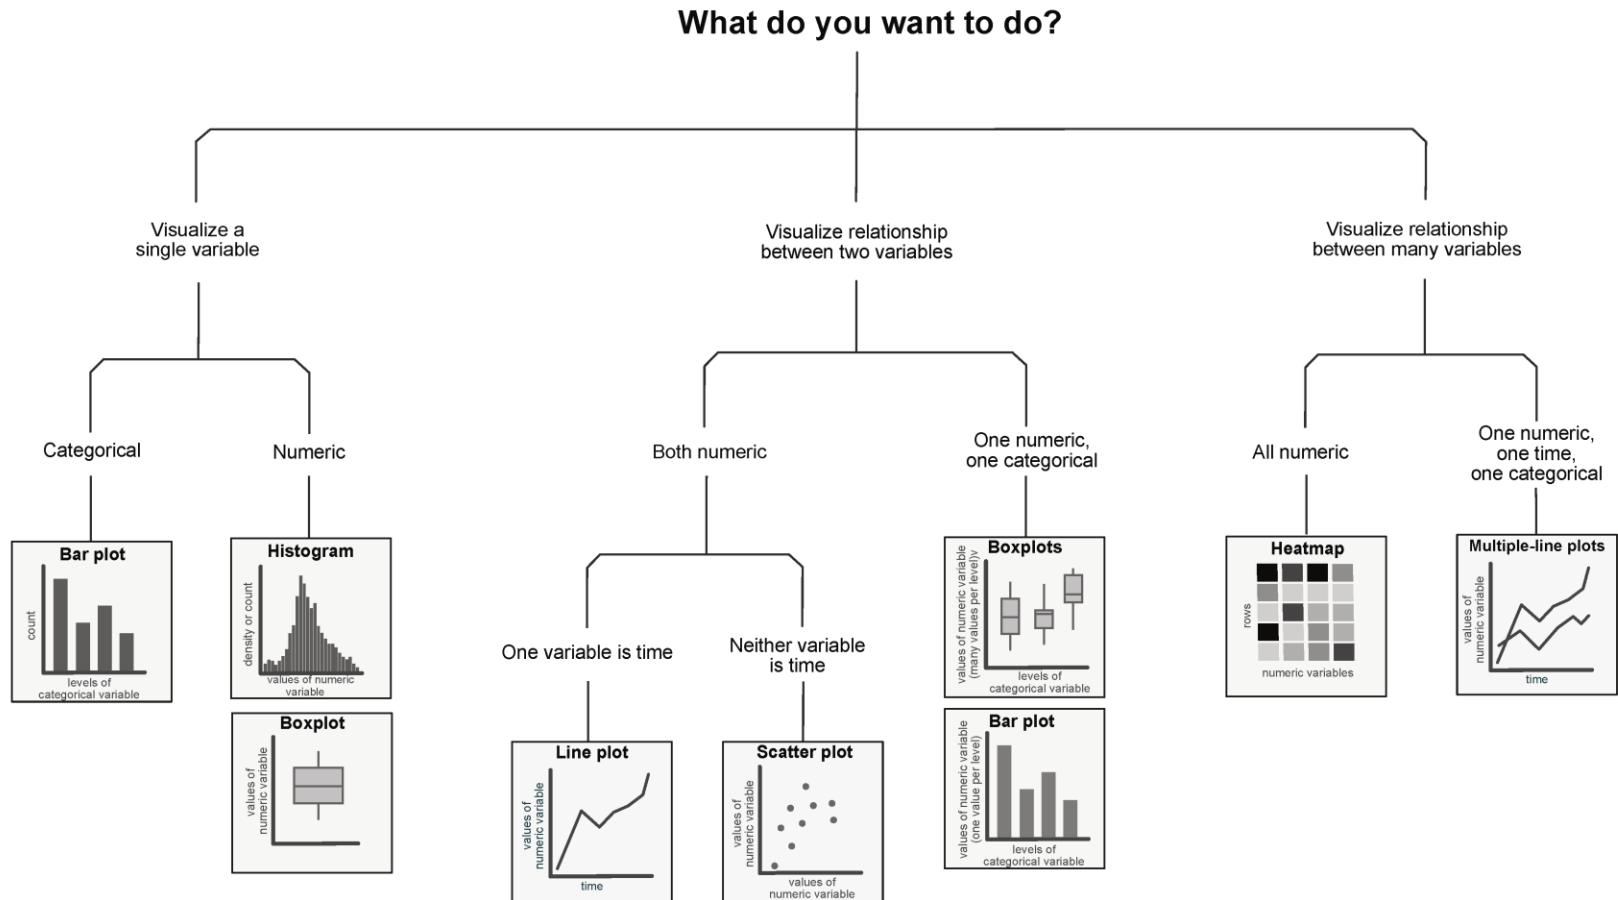 What do you want to do?
Visualize a
single variable
Visualize relationship
between two variables
Visualize relationship
between many variables
Categorical
Numeric
Both numeric
One numeric,
one categorical
All numeric
One numeric,
one time,
one categorical
One variable is time
Neither variable
is time
Bar plot
count
levels of
categorical variable
Histogram
density or count
values of numeric
variable
Boxplot
values of
numeric variable
Line plot
values of
numeric variable
time
Scatter plot
values of
numeric variable
values of
numeric variable
Boxplots
values of numeric variable
(many values per level)v
levels of
categorical variable
Bar plot
values of numeric variable
(one value per level)
levels of
categorical variable
Heatmap
rows
numeric variables
Multiple-line plots
values of
numeric variable
time